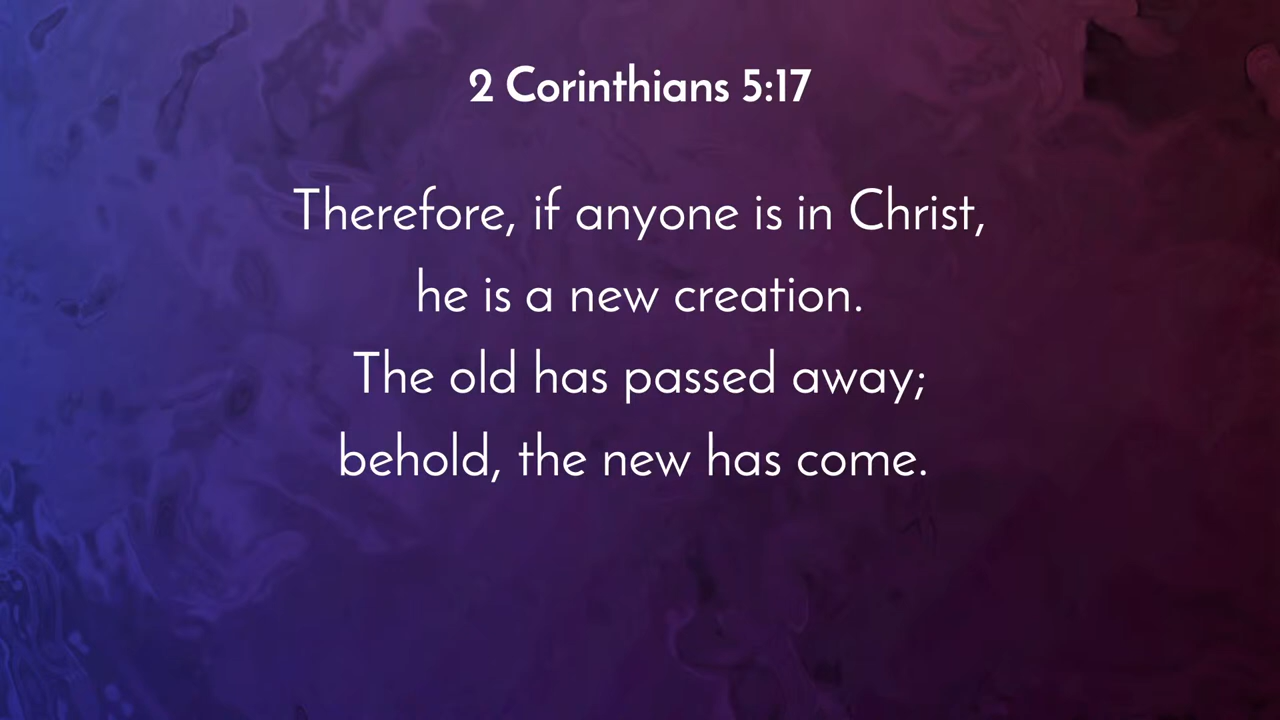 2 Corinthians 5:17
Therefore, if anyone is in Christ,
he is a new creation.
The old has passed away;
behold, the new has come.